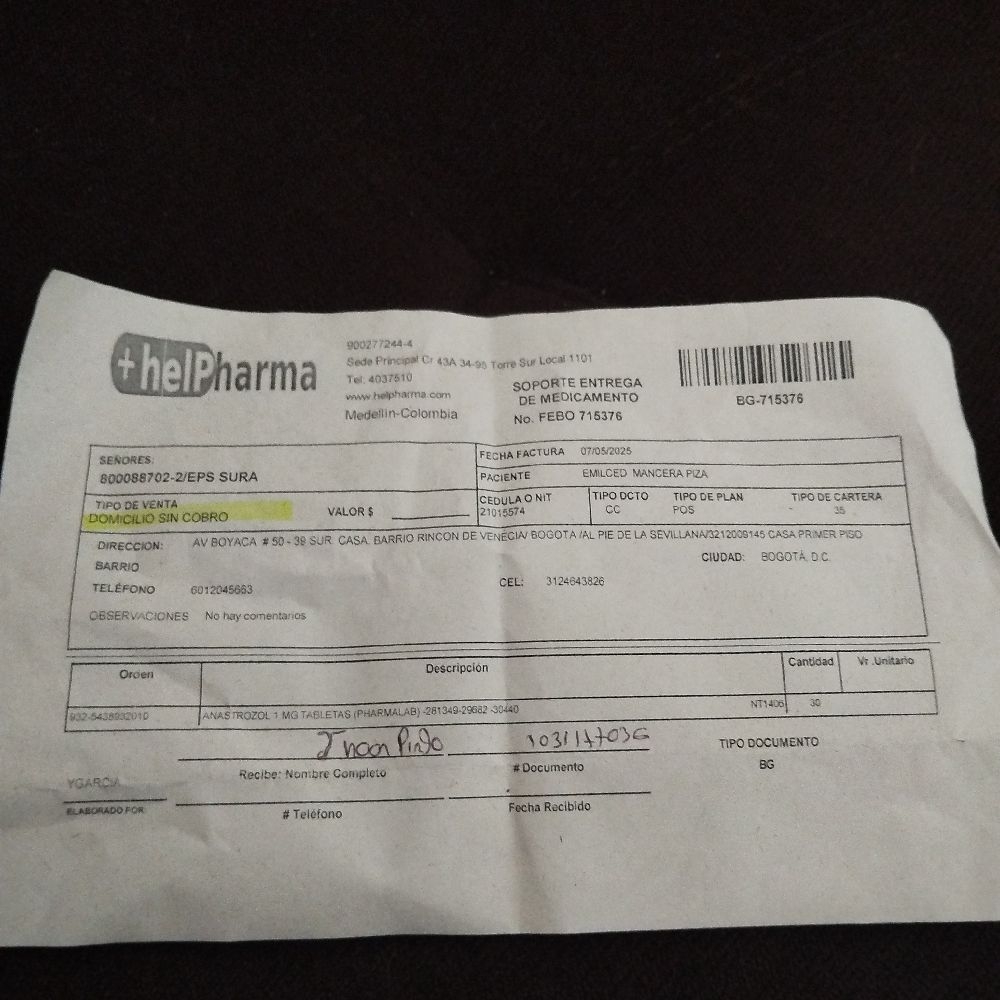 +helPharma
900277244-4
Sede Principal Cr 43A 34-95 Torre Sur Local 1101
Tel: 4037510
www.helpharma.com
Medellin-Colombia
SOPORTE ENTREGA
DE MEDICAMENTO
No. FEBO 715376
BG-715376
SEÑORES:
800088702-2/EPS SURA
FECHA FACTURA 07/05/2025
PACIENTE EMILCED MANCERA PIZA
TIPO DE VENTA
DOMICILIO SIN COBRO
VALOR $
CEDULA O NIT
21015574
TIPO DCTO
CC
TIPO DE PLAN
POS
TIPO DE CARTERA
- 35
DIRECCION: AV BOYACA # 50 - 39 SUR CASA. BARRIO RINCON DE VENECIA/ BOGOTA /AL PIE DE LA SEVILLANA/3212009145 CASA PRIMER PISO
BARRIO
CIUDAD: BOGOTÁ, D.C.
TELÉFONO 6012045663
CEL: 3124643826
OBSERVACIONES No hay comentarios
Orden Descripción Cantidad Vr .Unitario
932-5438932010 ANASTROZOL 1 MG TABLETAS (PHARMALAB) -281349-29682 -30440 NT1406 30
Pinto
Recibe: Nombre Completo
# Documento
TIPO DOCUMENTO
BG
YGARCIA
ELABORADO POR
# Teléfono
Fecha Recibido